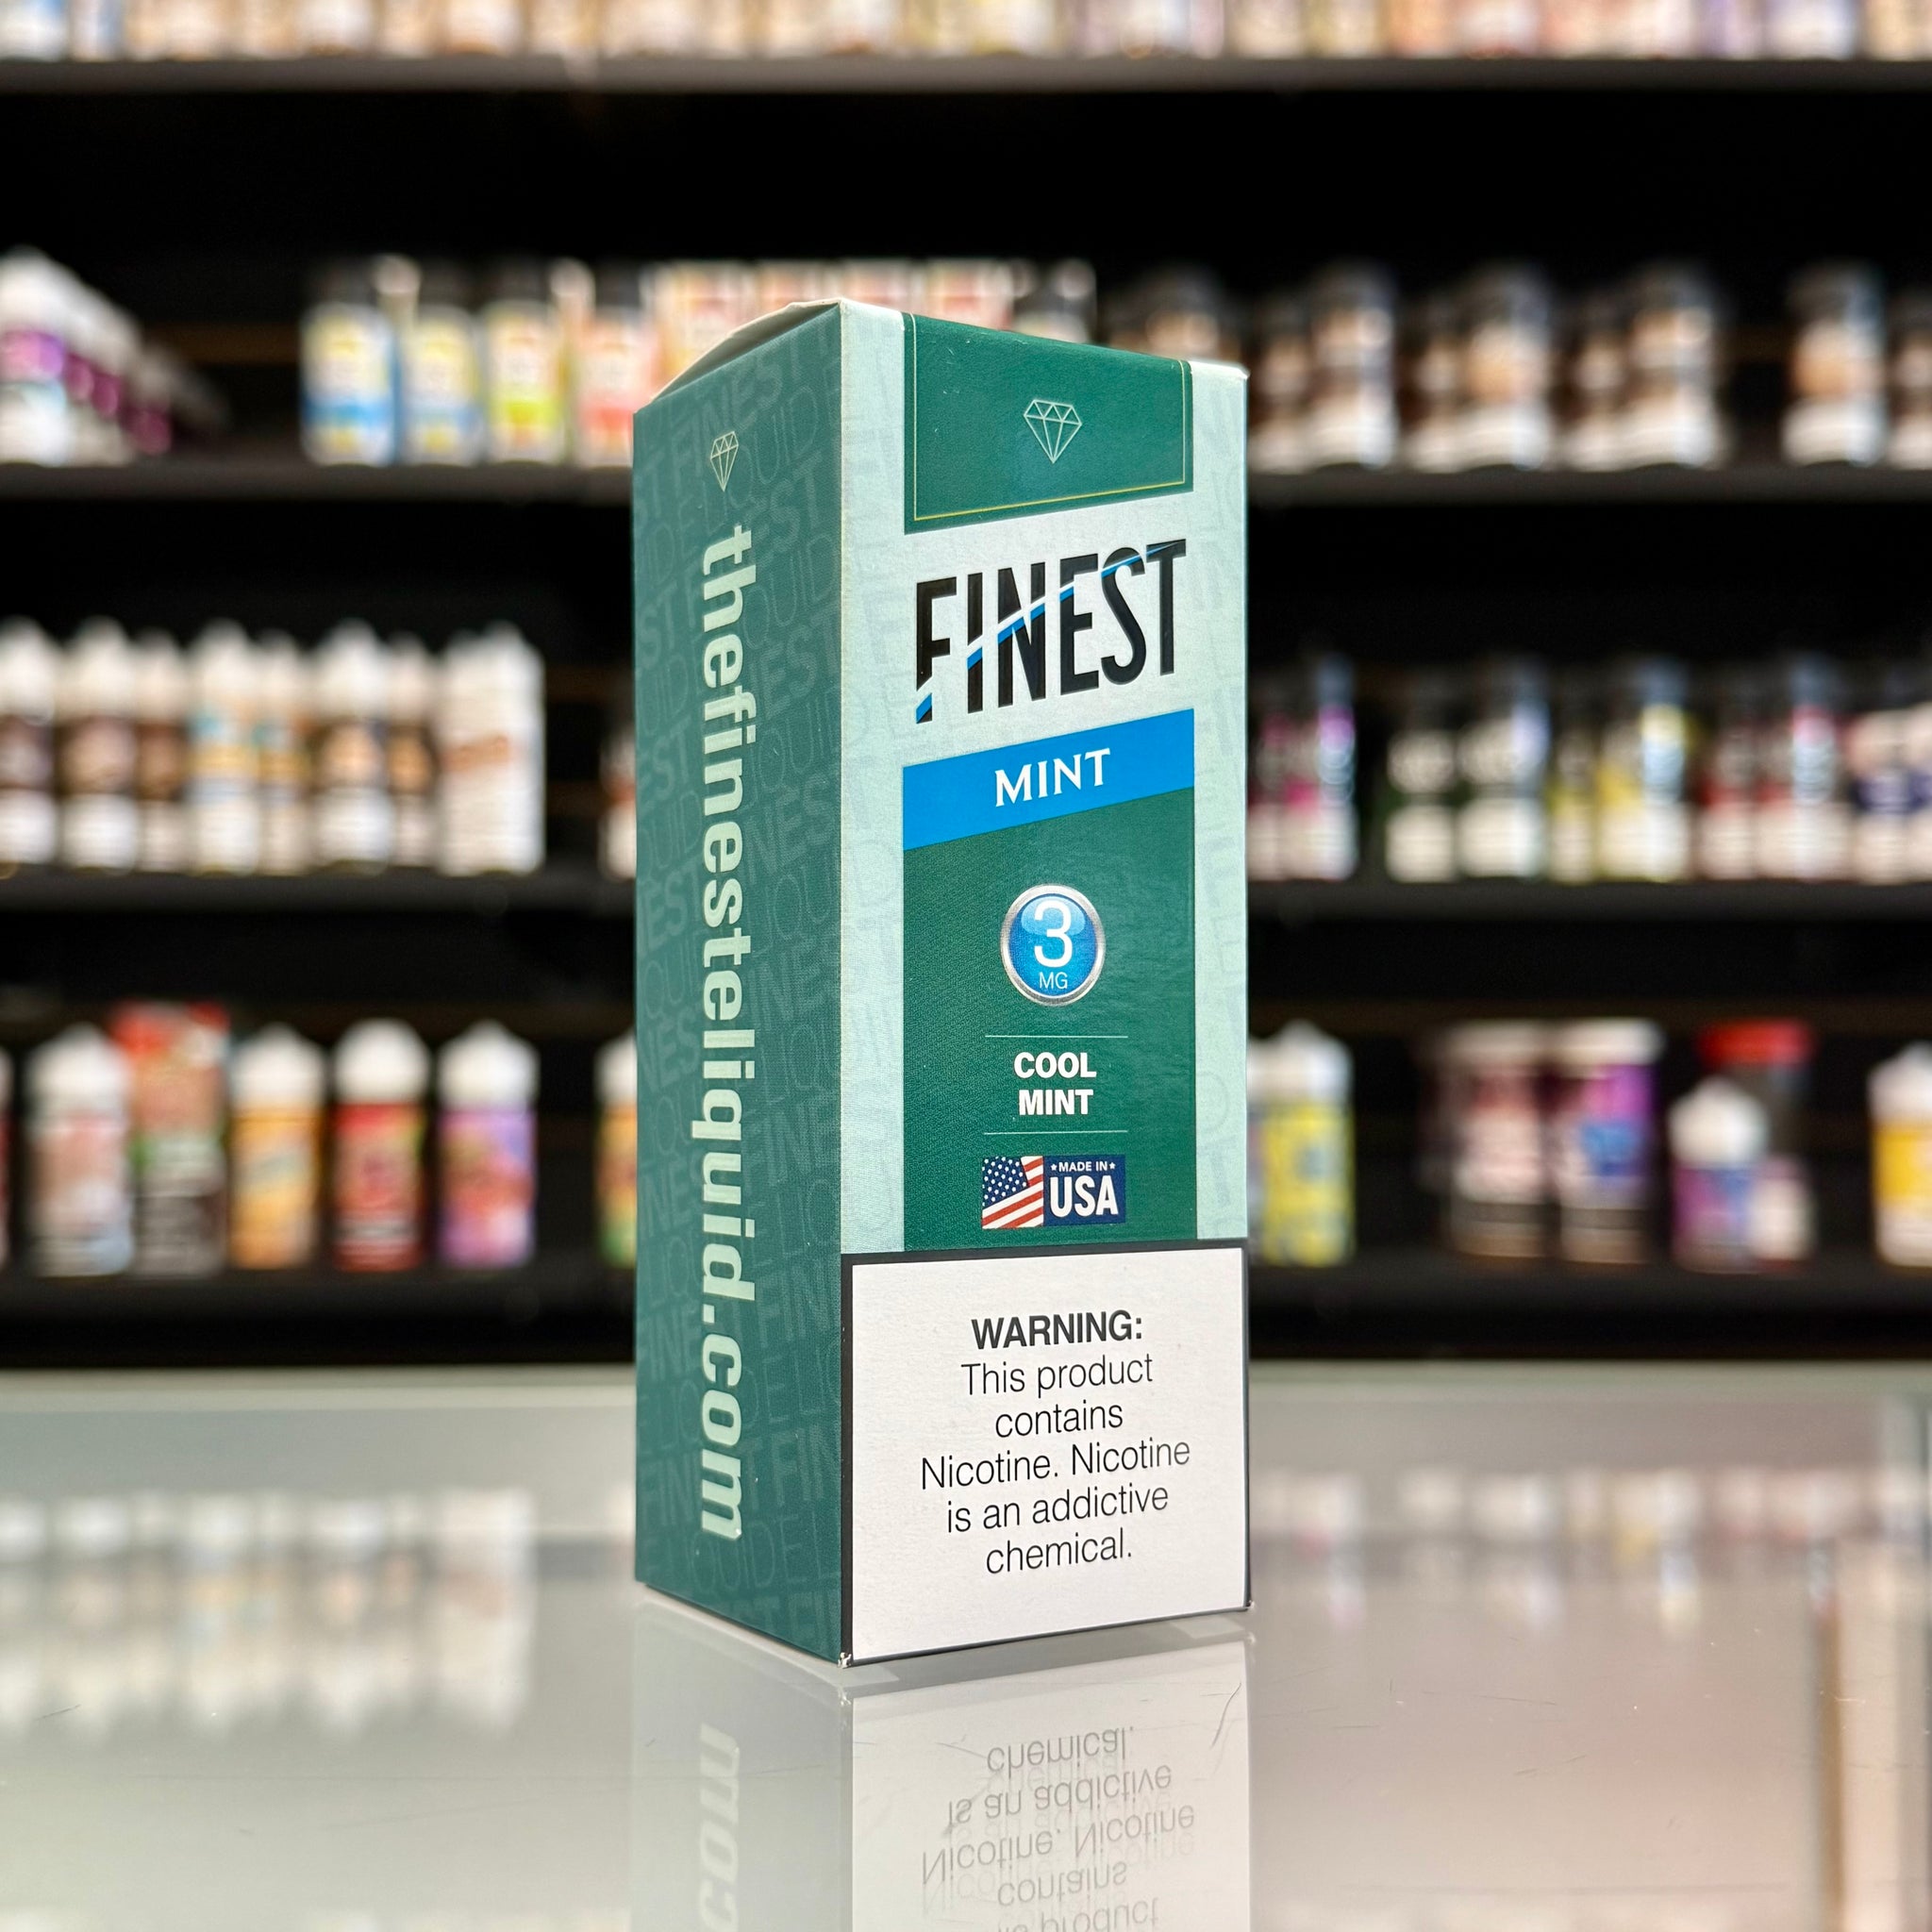 thefinesteliquid.com
FINEST
MINT
3
MG
COOL
MINT
★MADE IN★
USA
WARNING:
This product
contains
Nicotine. Nicotine
is an addictive
chemical.